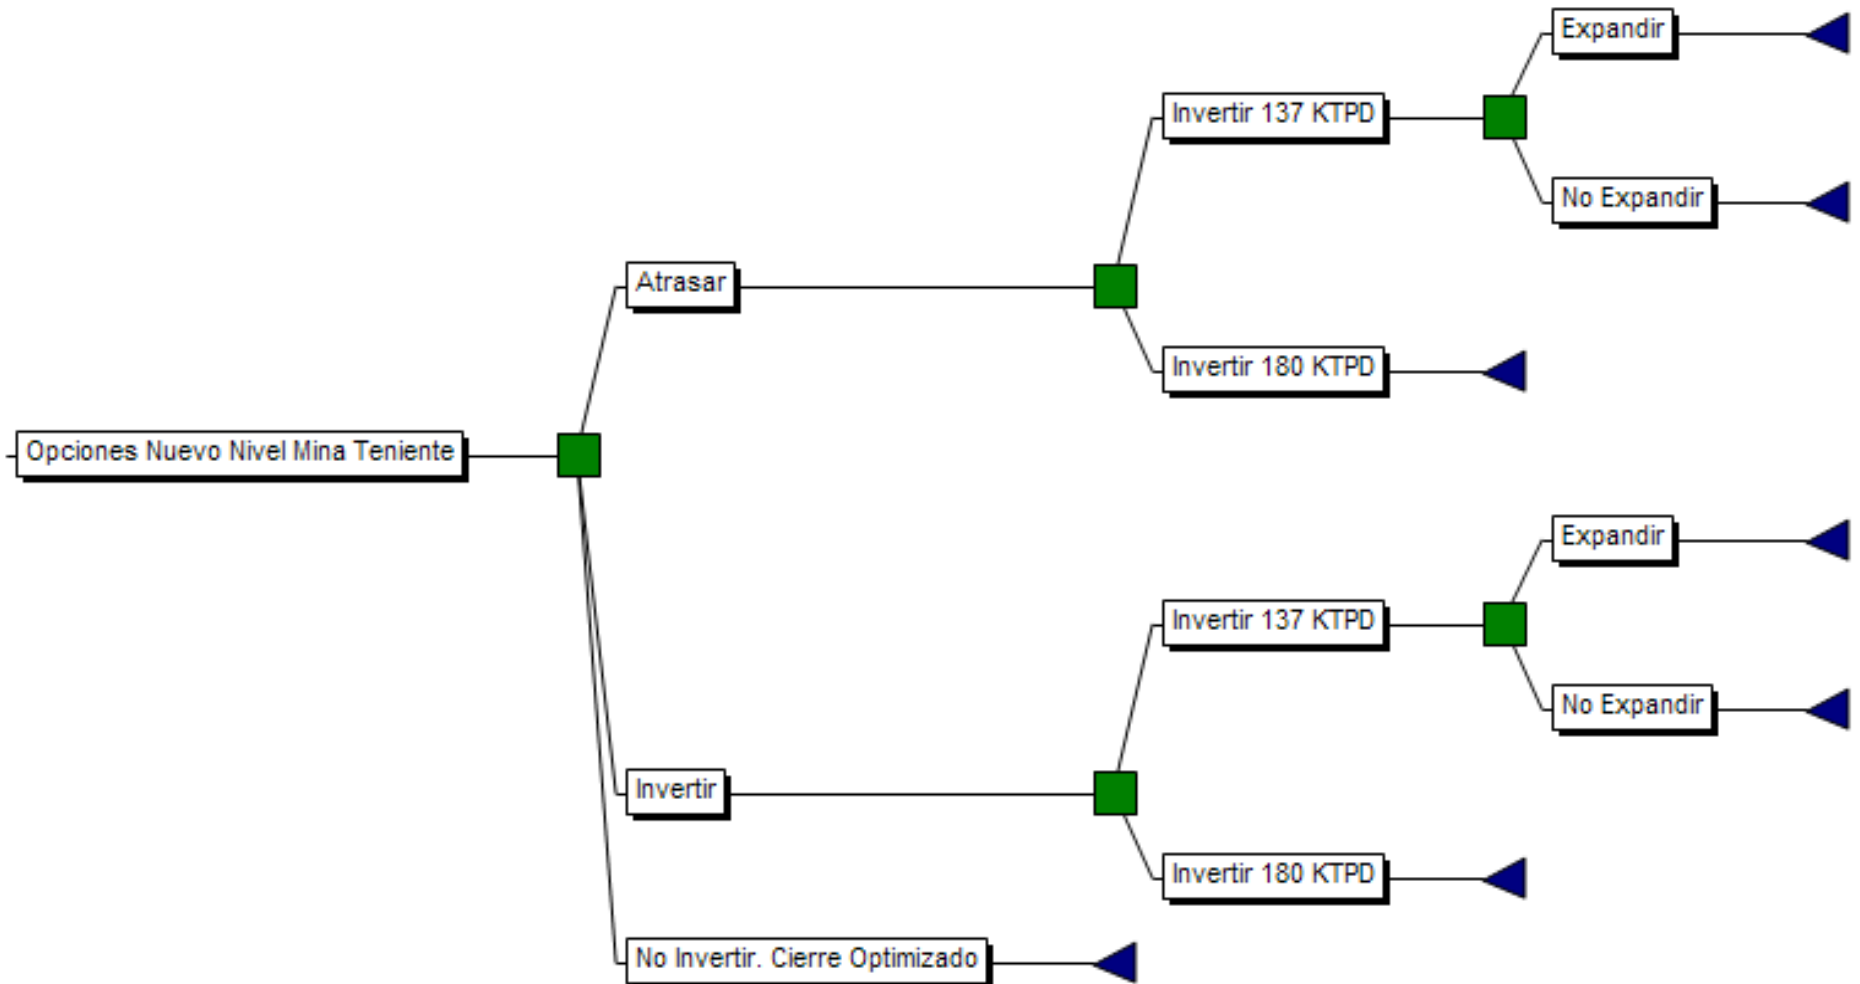 Expandir
Invertir 137 KTPD
No Expandir
Atrasar
Invertir 180 KTPD
Opciones Nuevo Nivel Mina Teniente
Expandir
Invertir 137 KTPD
No Expandir
Invertir
Invertir 180 KTPD
No Invertir. Cierre Optimizado